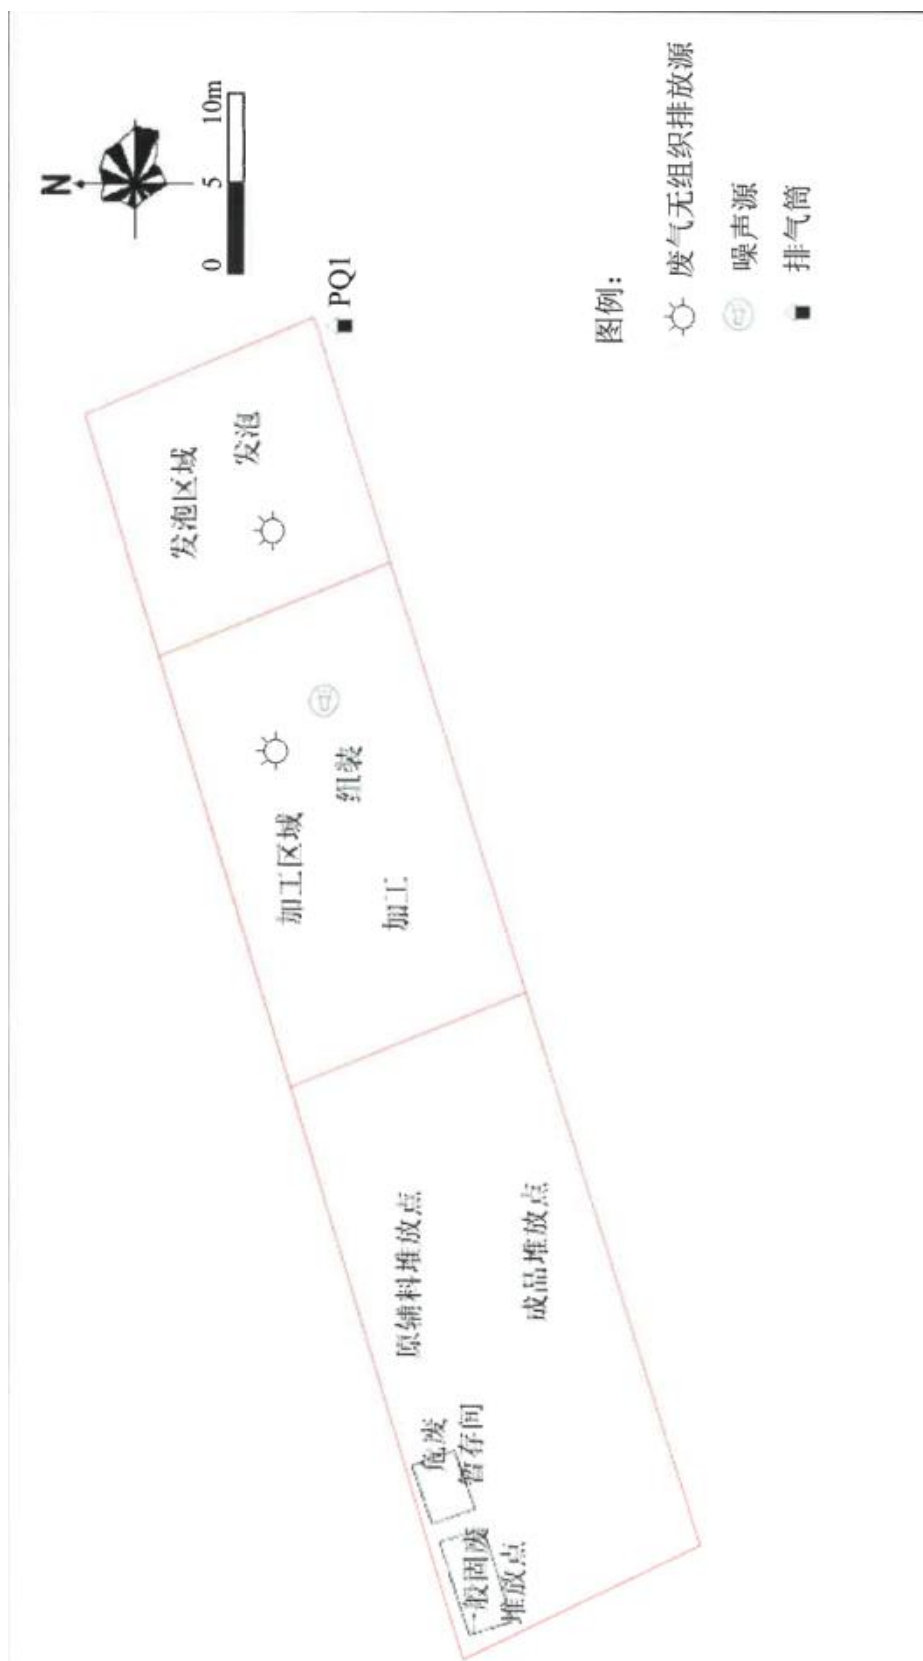 N
0 5 10m
PQ1
发泡区域
发泡
加工区域
组装
加工
原辅料堆放点
成品堆放点
危废
暂存间
一般固废
堆放点
图例：
废气无组织排放源
噪声源
排气筒